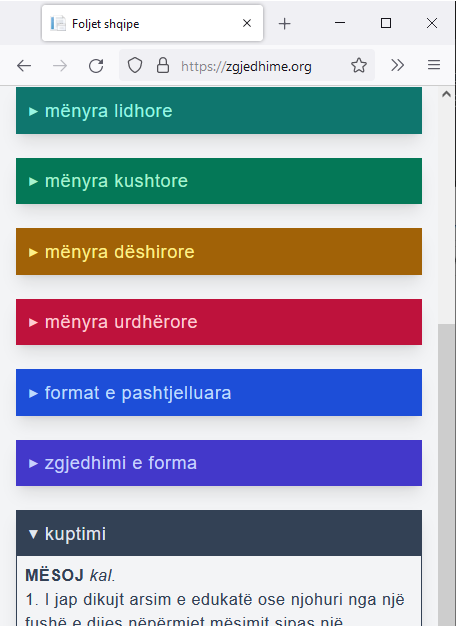 Foljet shqipe
https://zgjedhime.org
▸ mënyra lidhore
▸ mënyra kushtore
▸ mënyra dëshirore
▸ mënyra urdhërore
▸ format e pashtjelluara
▸ zgjedhimi e forma
▾ kuptimi
MËSOJ kal.
1. I jap dikujt arsim e edukatë ose njohuri nga një
fushë e dijes nëpërmjet mësimit sipas një